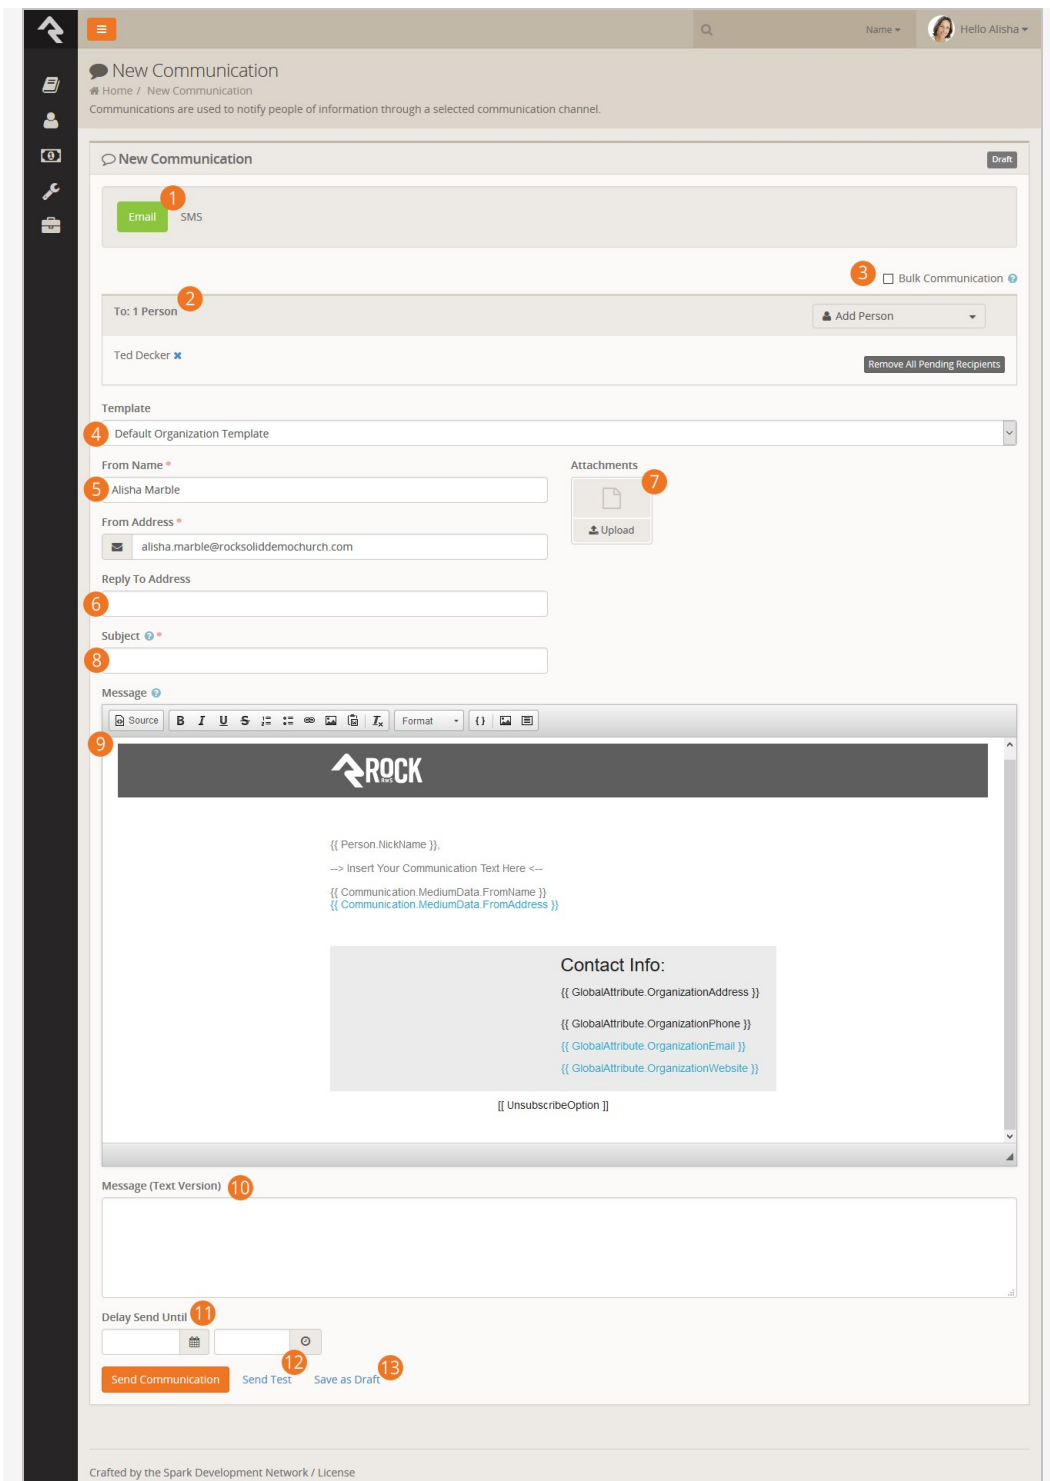 Name
Hello Alisha
New Communication
Home / New Communication
Communications are used to notify people of information through a selected communication channel.
New Communication
Draft
1
Email SMS
3 Bulk Communication
2
To: 1 Person
Add Person
Ted Decker
Remove All Pending Recipients
Template
4 Default Organization Template
From Name *
Attachments
5 Alisha Marble
7
From Address *
Upload
alisha.marble@rocksoliddemochurch.com
Reply To Address
6
Subject *
8
Message
Source B I U S Tx Format {}
9
ROCK
RMS
{{ Person.NickName }},
--> Insert Your Communication Text Here <--
{{ Communication.MediumData.FromName }}
{{ Communication.MediumData.FromAddress }}
Contact Info:
{{ GlobalAttribute.OrganizationAddress }}
{{ GlobalAttribute.OrganizationPhone }}
{{ GlobalAttribute.OrganizationEmail }}
{{ GlobalAttribute.OrganizationWebsite }}
[[ UnsubscribeOption ]]
Message (Text Version) 10
Delay Send Until 11
12 13
Send Communication Send Test Save as Draft
Crafted by the Spark Development Network / License